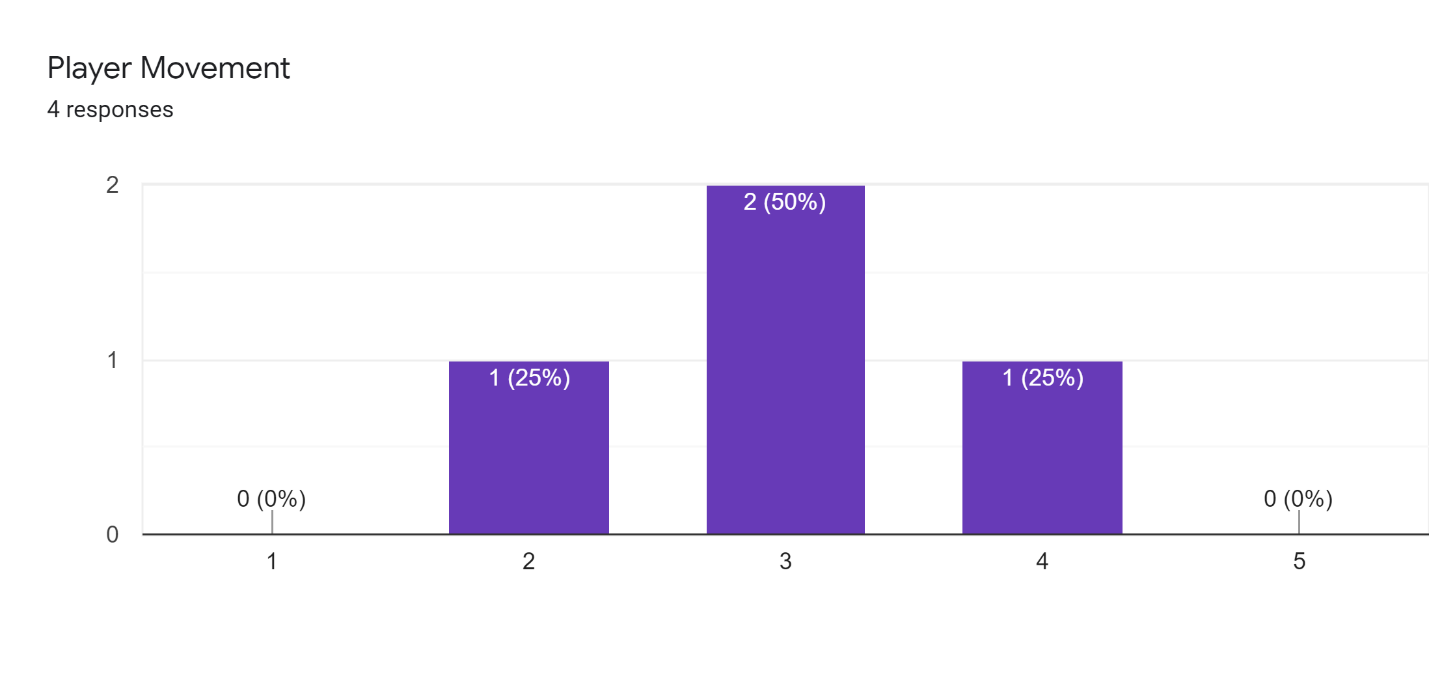 Player Movement
4 responses
2
2 (50%)
1
1 (25%)
1 (25%)
0 (0%)
0 (0%)
0
1 2 3 4 5